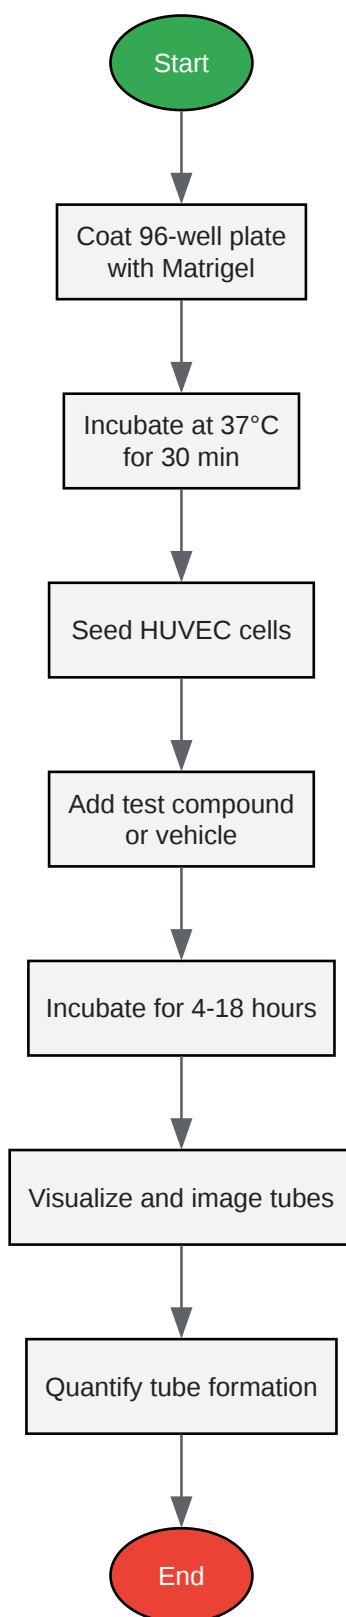 Start
Coat 96-well plate
with Matrigel
Incubate at 37°C
for 30 min
Seed HUVEC cells
Add test compound
or vehicle
Incubate for 4-18 hours
Visualize and image tubes
Quantify tube formation
End